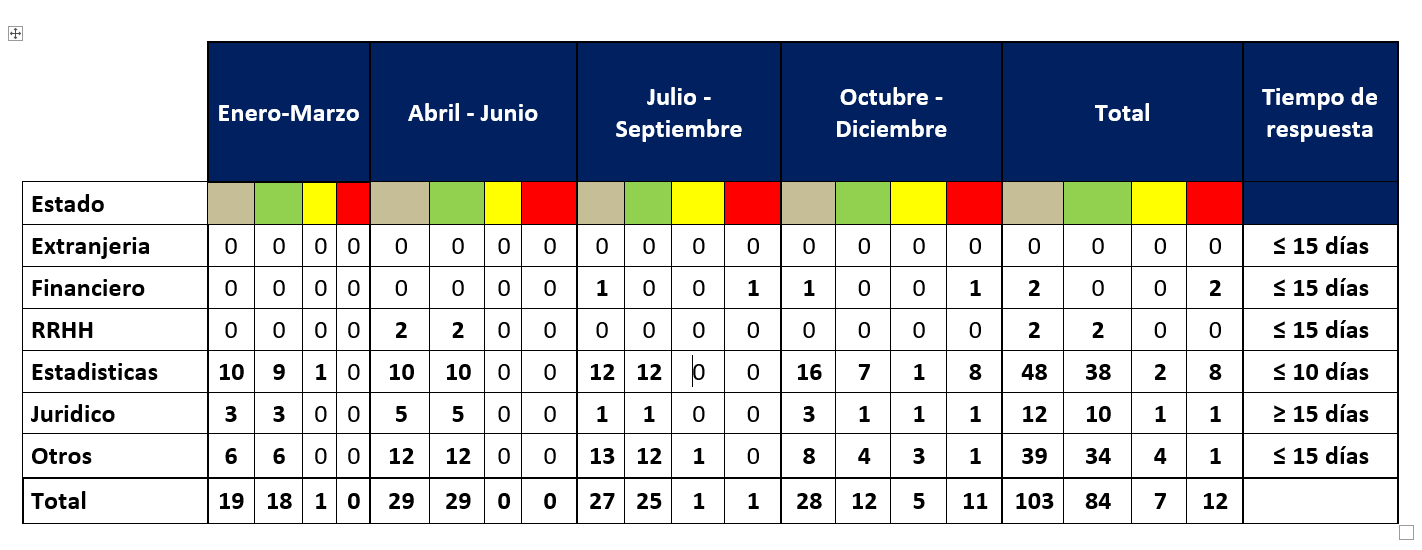 Enero-Marzo Abril - Junio Julio - Septiembre Octubre - Diciembre Total Tiempo de respuesta
Estado
Extranjeria 0 0 0 0 0 0 0 0 0 0 0 0 0 0 0 0 0 0 0 0 ≤ 15 días
Financiero 0 0 0 0 0 0 0 0 1 0 0 1 1 0 0 1 2 0 0 2 ≤ 15 días
RRHH 0 0 0 0 2 2 0 0 0 0 0 0 0 0 0 0 2 2 0 0 ≤ 15 días
Estadisticas 10 9 1 0 10 10 0 0 12 12 0 0 16 7 1 8 48 38 2 8 ≤ 10 días
Juridico 3 3 0 0 5 5 0 0 1 1 0 0 3 1 1 1 12 10 1 1 ≥ 15 días
Otros 6 6 0 0 12 12 0 0 13 12 1 0 8 4 3 1 39 34 4 1 ≤ 15 días
Total 19 18 1 0 29 29 0 0 27 25 1 1 28 12 5 11 103 84 7 12